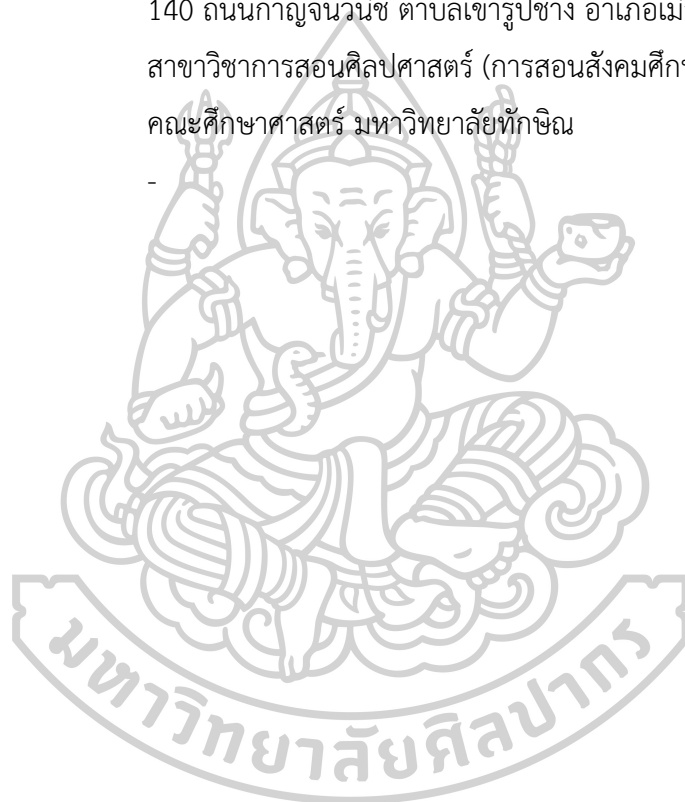 140 ถนนกาญจนวนิช ตำบลเขารูปช้าง อำเภอเมื
สาขาวิชาการสอนศิลปศาสตร์ (การสอนสังคมศึกษ
คณะศึกษาศาสตร์ มหาวิทยาลัยทักษิณ
-
มหาวิทยาลัยศิลปากร